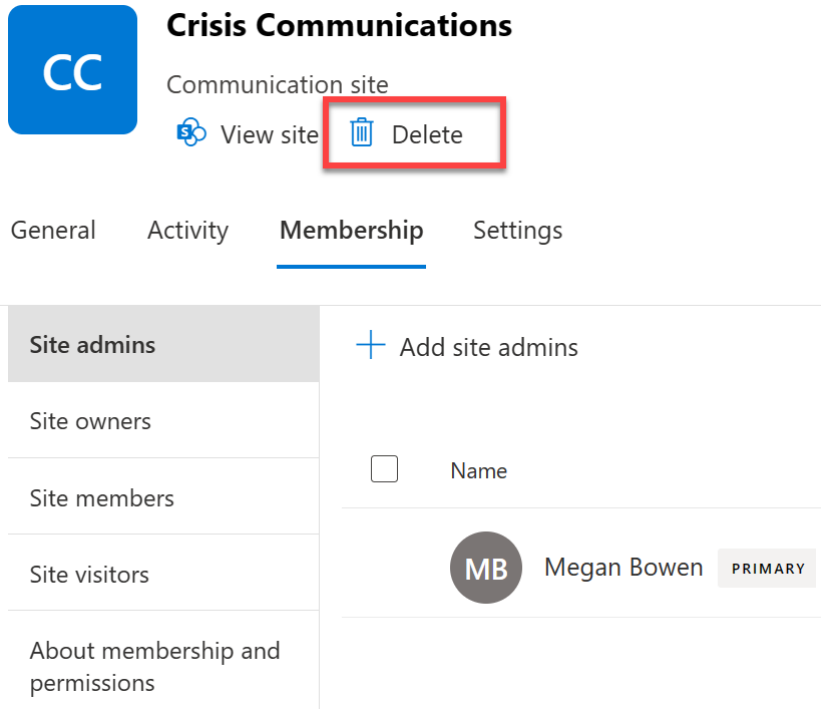 CC
Crisis Communications
Communication site
View site
Delete
General Activity Membership Settings
Site admins
Add site admins
Site owners
Name
Site members
MB Megan Bowen PRIMARY
Site visitors
About membership and
permissions